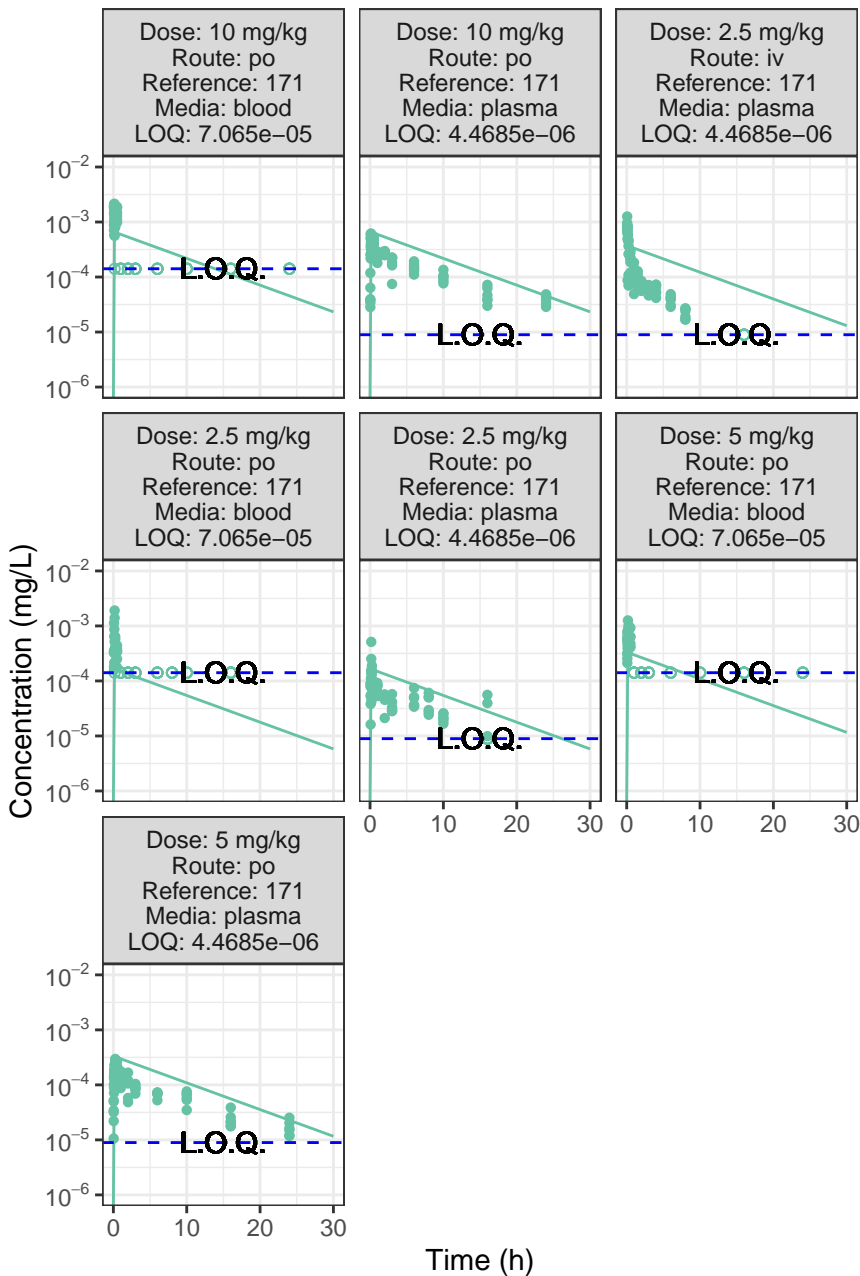 Dose: 10 mg/kg
Route: po
Reference: 171
Media: blood
LOQ: 7.065e−05
Dose: 10 mg/kg
Route: po
Reference: 171
Media: plasma
LOQ: 4.4685e−06
Dose: 2.5 mg/kg
Route: iv
Reference: 171
Media: plasma
LOQ: 4.4685e−06
10⁻²
10⁻³
10⁻⁴
10⁻⁵
10⁻⁶
L.O.Q.
L.O.Q.
L.O.Q.
Dose: 2.5 mg/kg
Route: po
Reference: 171
Media: blood
LOQ: 7.065e−05
Dose: 2.5 mg/kg
Route: po
Reference: 171
Media: plasma
LOQ: 4.4685e−06
Dose: 5 mg/kg
Route: po
Reference: 171
Media: blood
LOQ: 7.065e−05
Concentration (mg/L)
10⁻²
10⁻³
10⁻⁴
10⁻⁵
10⁻⁶
L.O.Q.
L.O.Q.
L.O.Q.
0 10 20 30
0 10 20 30
Dose: 5 mg/kg
Route: po
Reference: 171
Media: plasma
LOQ: 4.4685e−06
10⁻²
10⁻³
10⁻⁴
10⁻⁵
10⁻⁶
L.O.Q.
0 10 20 30
Time (h)